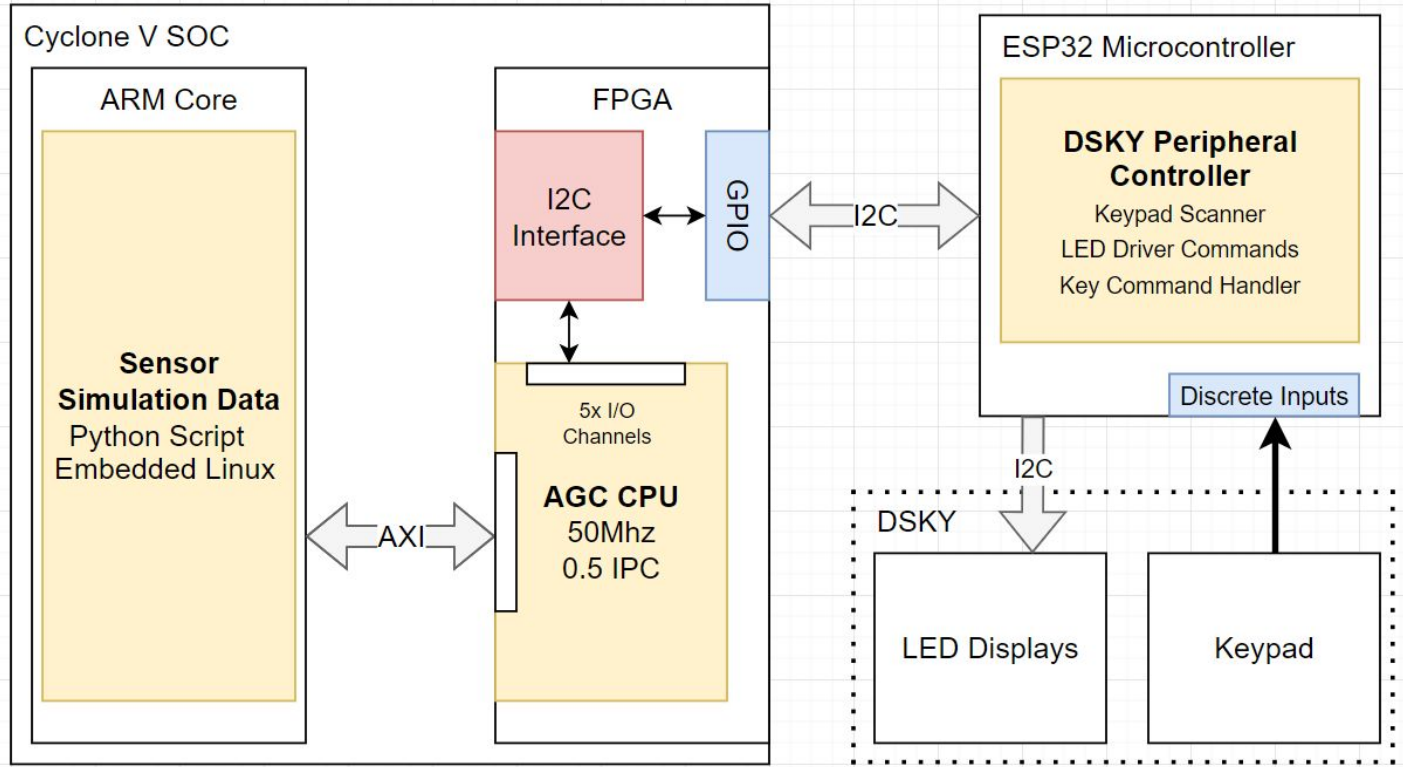 Cyclone V SOC
ARM Core
Sensor
Simulation Data
Python Script
Embedded Linux
AXI
FPGA
I2C
Interface
GPIO
5x I/O
Channels
AGC CPU
50Mhz
0.5 IPC
I2C
ESP32 Microcontroller
DSKY Peripheral
Controller
Keypad Scanner
LED Driver Commands
Key Command Handler
Discrete Inputs
I2C
DSKY
LED Displays
Keypad